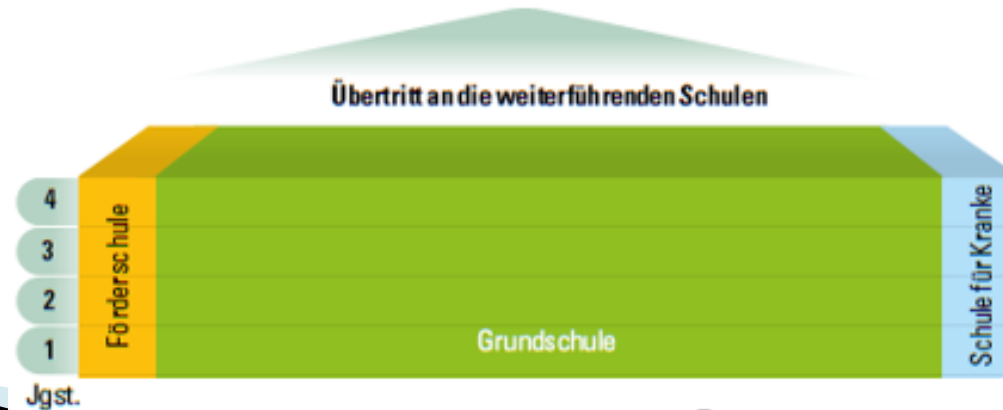 Übertritt an die weiterführenden Schulen
4
3
2
1
Jgst.
Förderschule
Grundschule
Schule für Kranke